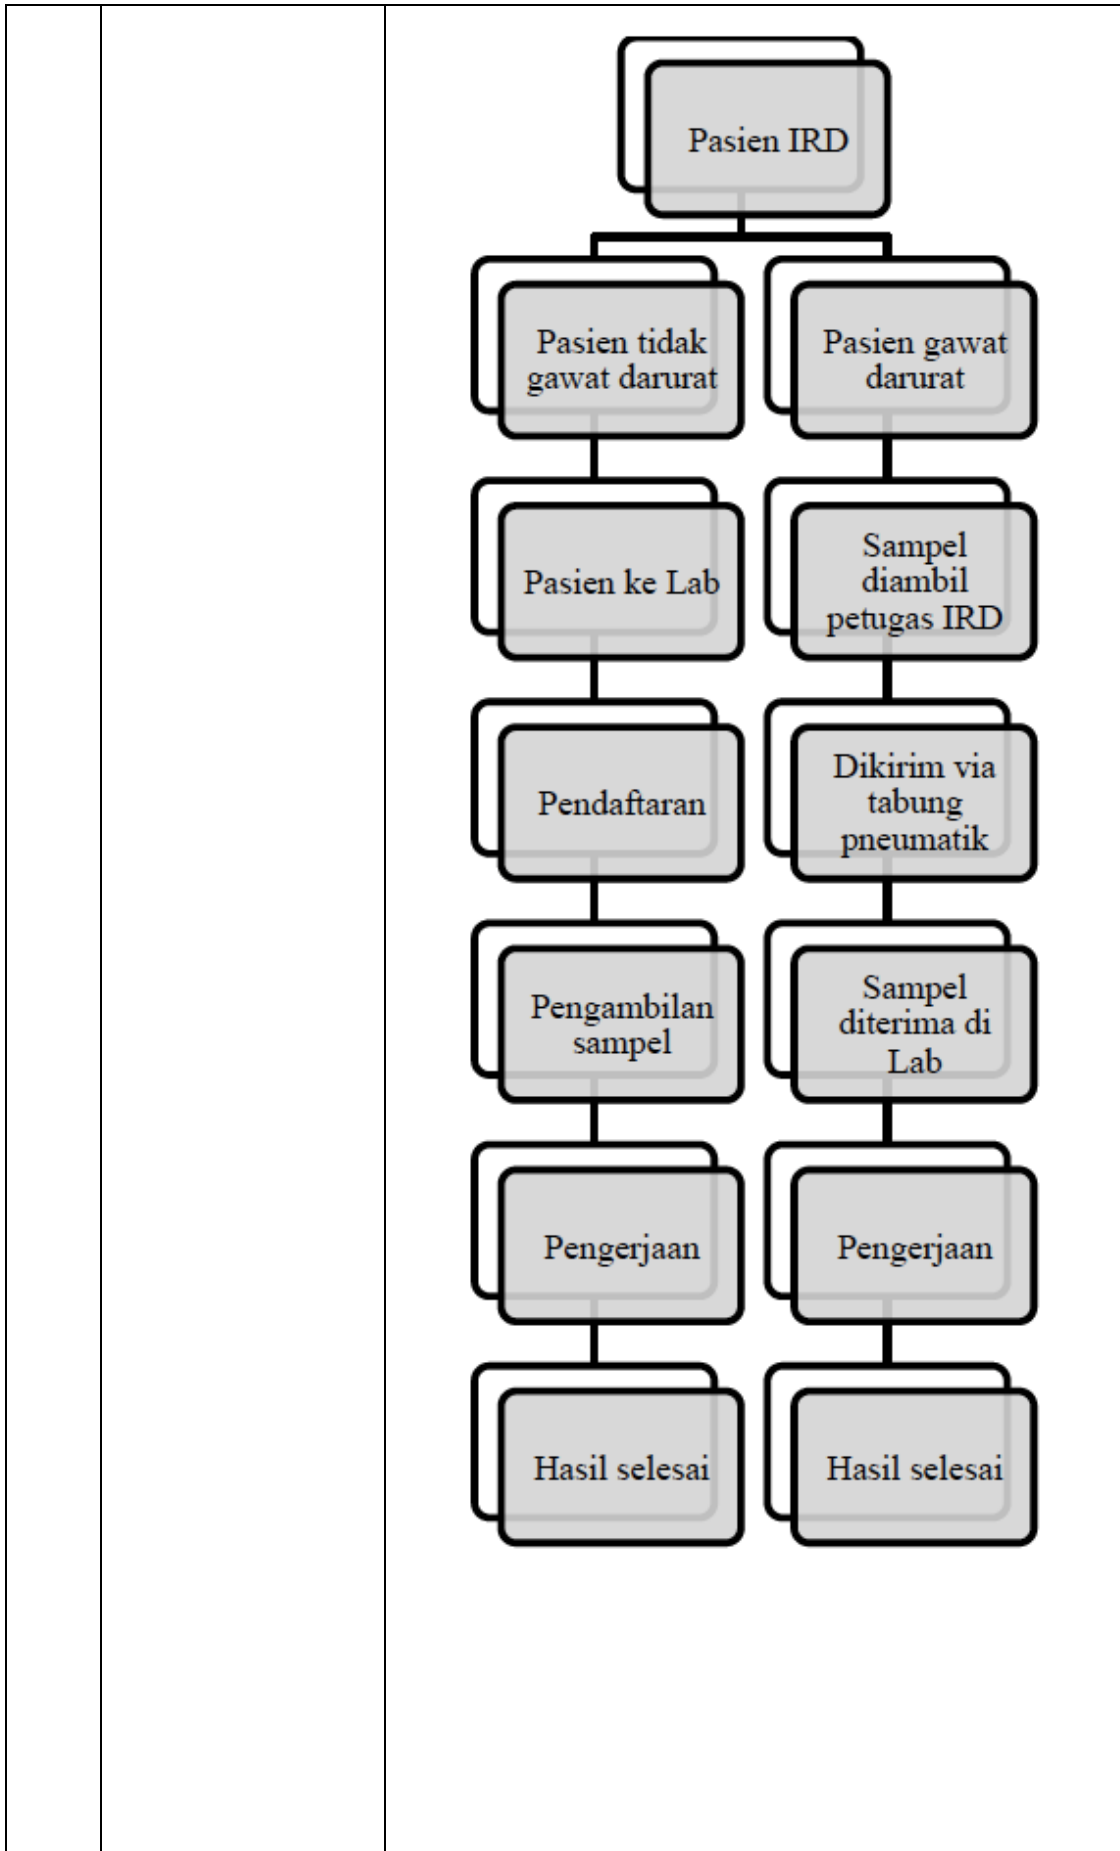 Pasien IRD
Pasien tidak
gawat darurat
Pasien gawat
darurat
Pasien ke Lab
Sampel
diambil
petugas IRD
Pendaftaran
Dikirim via
tabung
pneumatik
Pengambilan
sampel
Sampel
diterima di
Lab
Pengerjaan
Pengerjaan
Hasil selesai
Hasil selesai